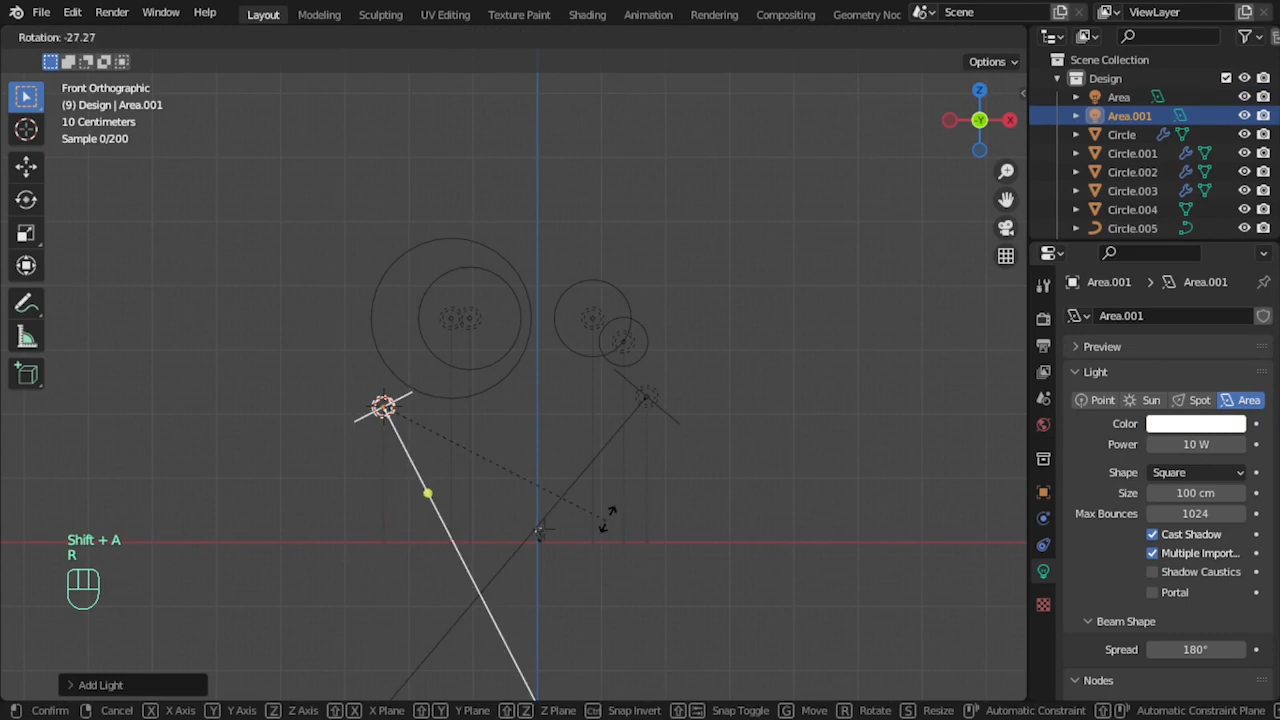 File Edit Render Window Help Layout Modeling Sculpting UV Editing Texture Paint Shading Animation Rendering Compositing Geometry Noc Scene ViewLayer
Rotation: -27.27
Options
Front Orthographic
(9) Design | Area.001
10 Centimeters
Sample 0/200
Z
Y
X
Scene Collection
Design
Area
Area.001
Circle
Circle.001
Circle.002
Circle.003
Circle.004
Circle.005
Area.001 Area.001
Area.001
Preview
Light
Point Sun Spot Area
Color
Power 10 W
Shape Square
Size 100 cm
Max Bounces 1024
Cast Shadow
Multiple Import...
Shadow Caustics
Portal
Beam Shape
Spread 180°
Nodes
Shift + A
R
Add Light
Confirm Cancel X X Axis Y Y Axis Z Z Axis X X Plane Y Y Plane Z Z Plane Ctrl Snap Invert Snap Toggle G Move R Rotate S Resize Automatic Constraint Automatic Constraint Plane